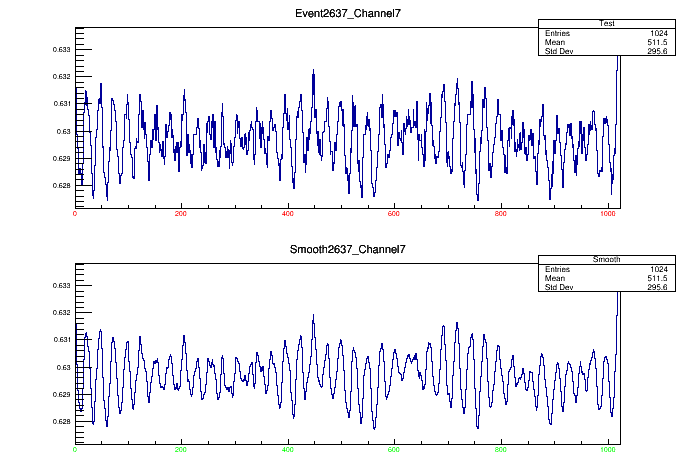 Event2637_Channel7
Test
Entries 1024
Mean 511.5
Std Dev 295.6
0.633
0.632
0.631
0.63
0.629
0.628
0 200 400 600 800 1000
Smooth2637_Channel7
Smooth
Entries 1024
Mean 511.5
Std Dev 295.6
0.633
0.632
0.631
0.63
0.629
0.628
0 200 400 600 800 1000